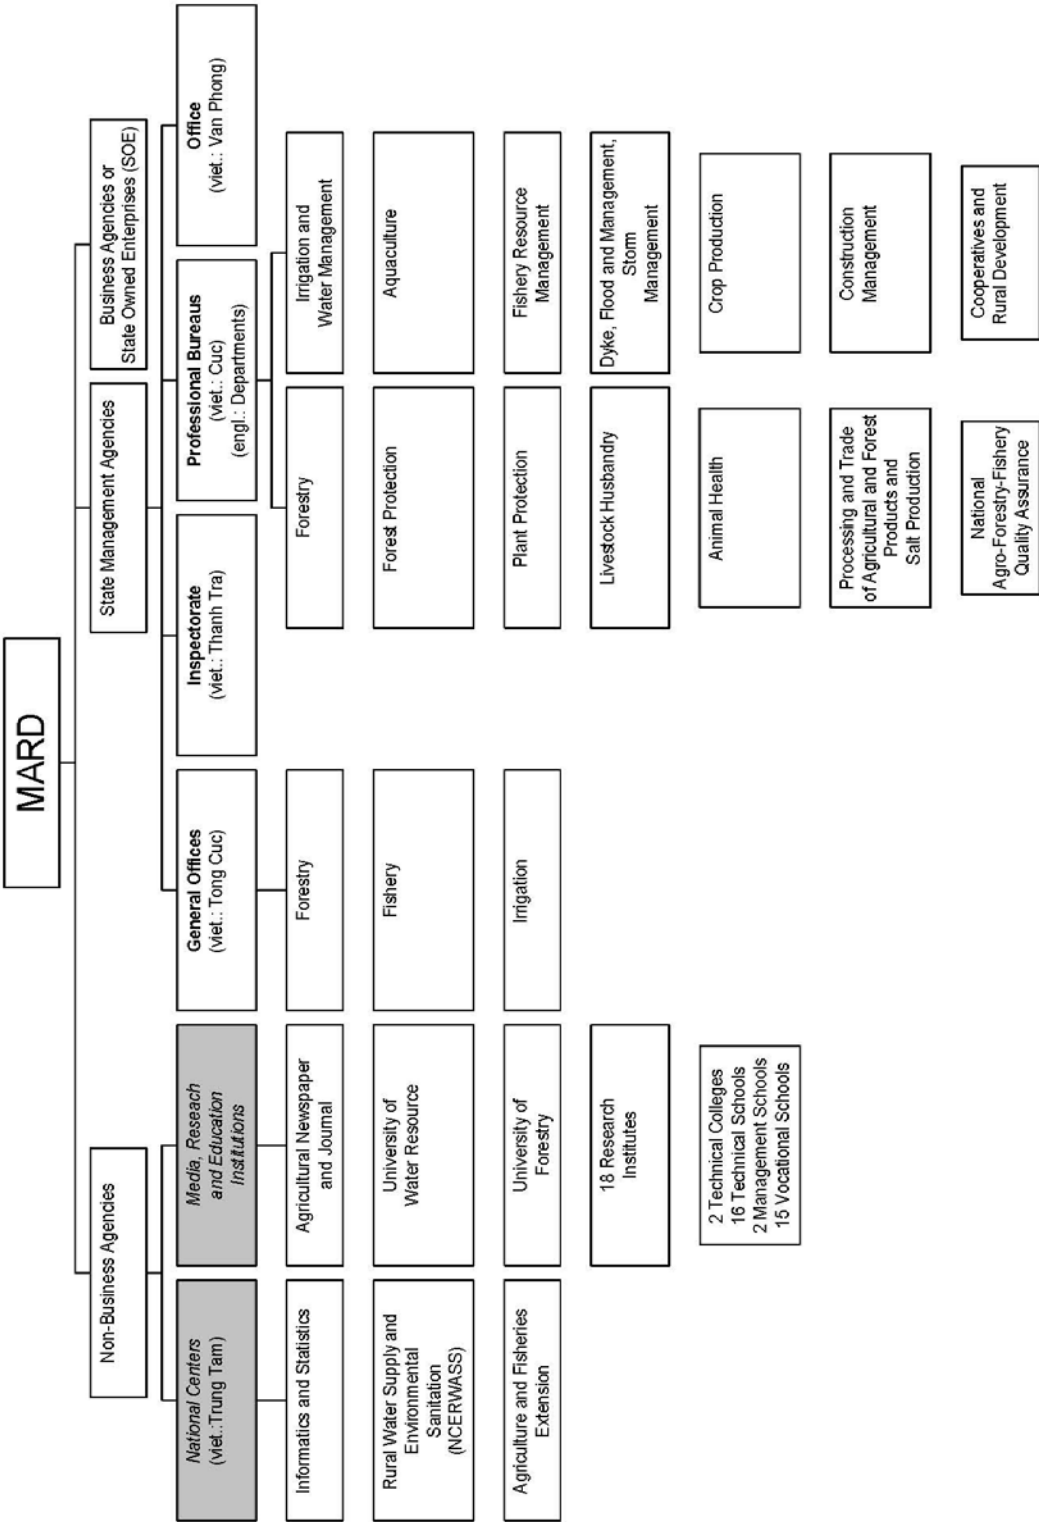 MARD
Non-Business Agencies
State Management Agencies
Business Agencies or
State Owned Enterprises (SOE)
National Centers
(viet.:Trung Tam)
Media, Reseach
and Education
Institutions
General Offices
(viet.: Tong Cuc)
Inspectorate
(viet.: Thanh Tra)
Professional Bureaus
(viet.: Cuc)
(engl.: Departments)
Office
(viet.: Van Phong)
Informatics and Statistics
Agricultural Newspaper
and Journal
Forestry
Forestry
Irrigation and
Water Management
Rural Water Supply and
Environmental
Sanitation
(NCERWASS)
University of
Water Resource
Fishery
Forest Protection
Aquaculture
Agriculture and Fisheries
Extension
University of
Forestry
Irrigation
Plant Protection
Fishery Resource
Management
18 Research
Institutes
Livestock Husbandry
Dyke, Flood and Management,
Storm
Management
2 Technical Colleges
16 Technical Schools
2 Management Schools
15 Vocational Schools
Animal Health
Crop Production
Processing and Trade
of Agricultural and Forest
Products and
Salt Production
Construction
Management
National
Agro-Forestry-Fishery
Quality Assurance
Cooperatives and
Rural Development